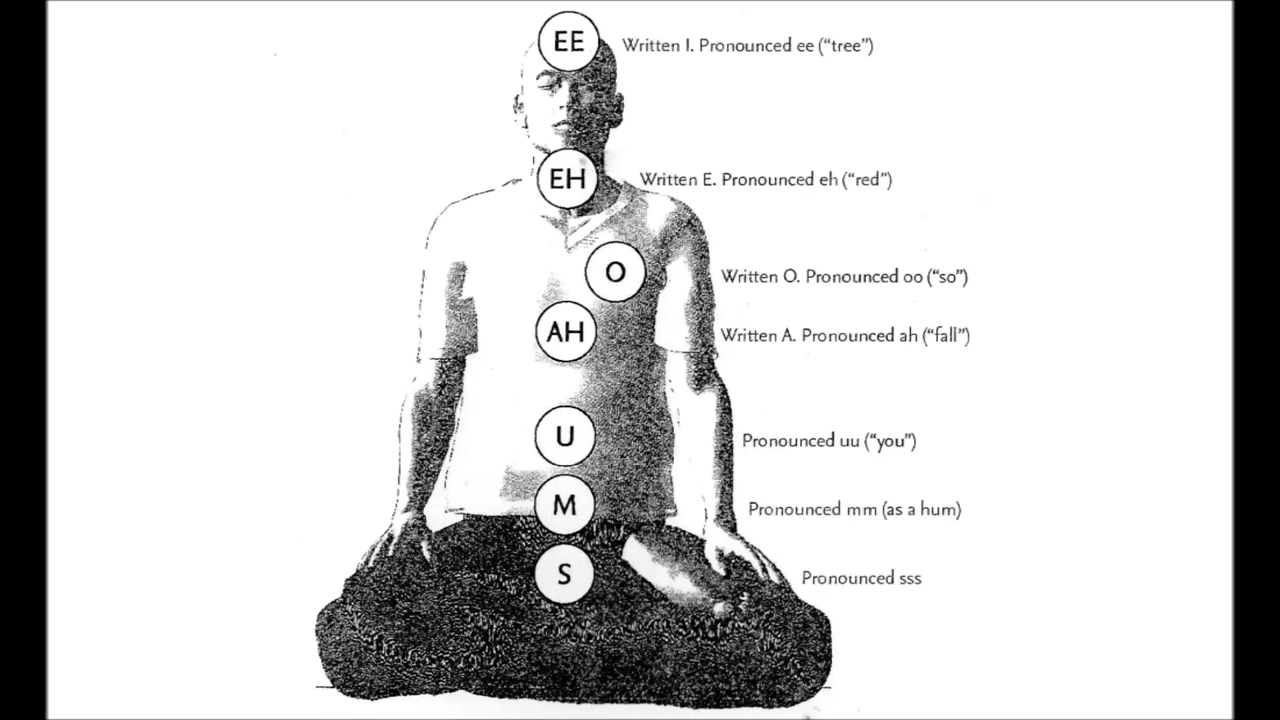 EE Written I. Pronounced ee (“tree”)
EH Written E. Pronounced eh (“red”)
O Written O. Pronounced oo (“so”)
AH Written A. Pronounced ah (“fall”)
U Pronounced uu (“you”)
M Pronounced mm (as a hum)
S Pronounced sss